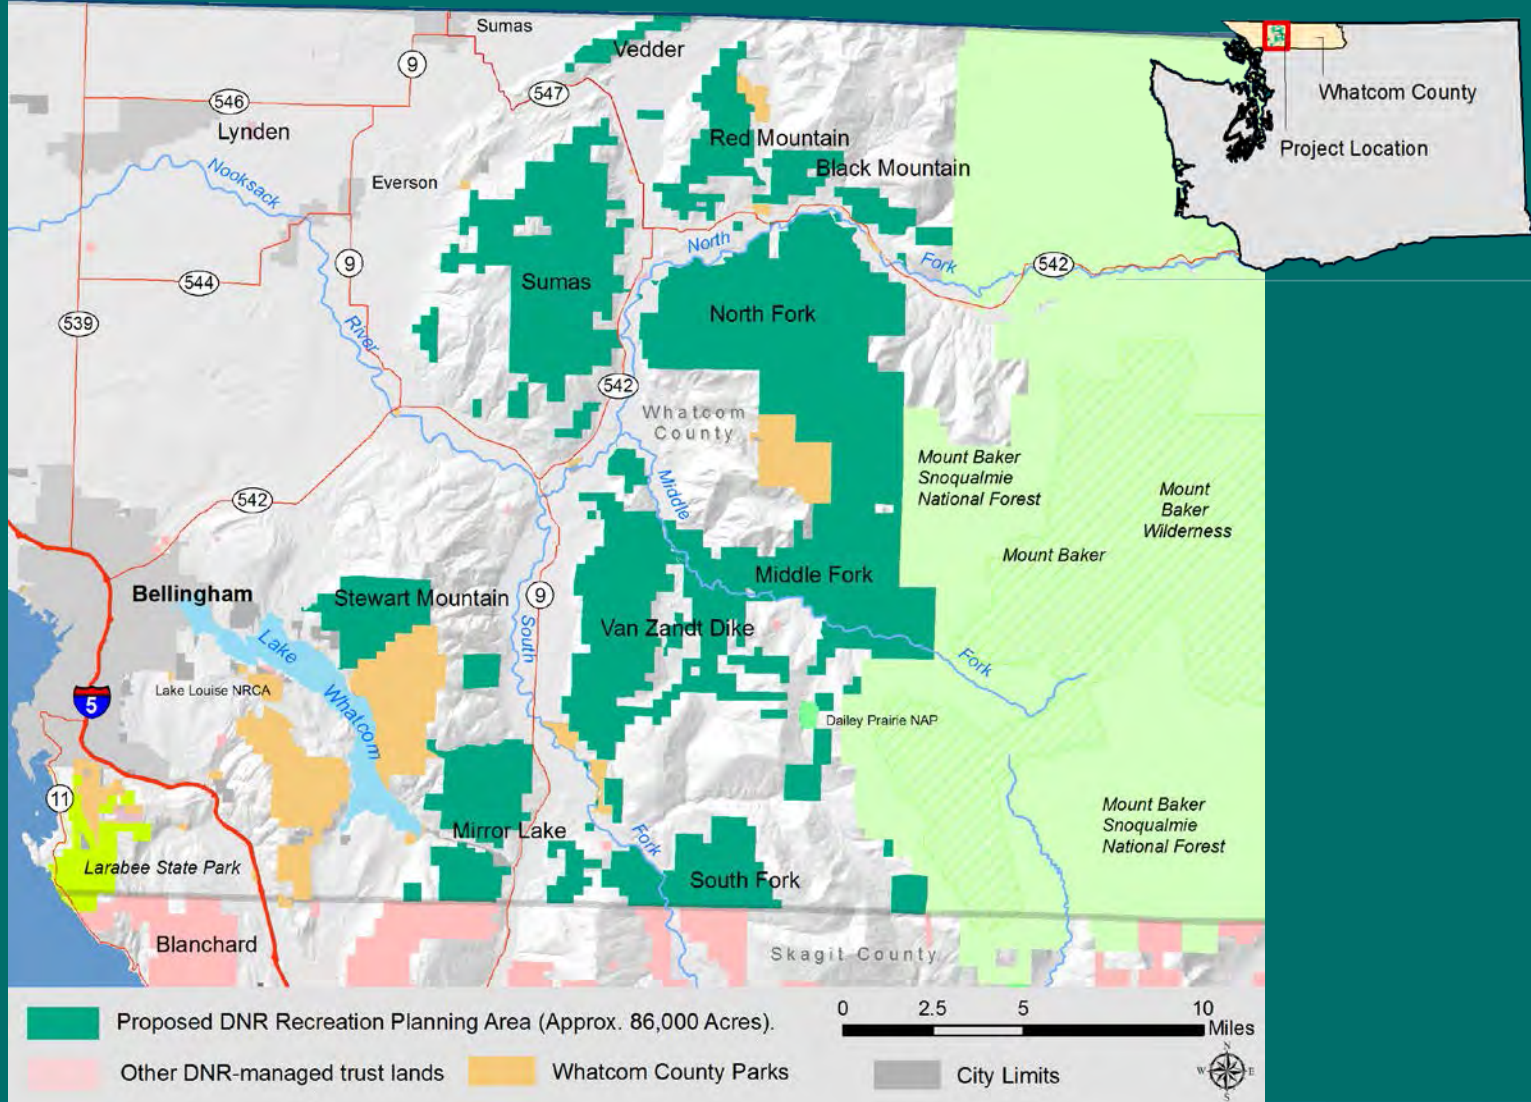 Sumas
Vedder
9
547
546
Lynden
Red Mountain
Black Mountain
Whatcom County
Project Location
Nooksack
Everson
North
Fork
542
9
544
Sumas
North Fork
539
River
542
Whatcom
County
Mount Baker
Snoqualmie
National Forest
Mount
Baker
Wilderness
Middle
542
Mount Baker
Middle Fork
Bellingham
Stewart Mountain
9
South
Van Zandt Dike
Lake
Fork
Lake Louise NRCA
5
Whatcom
Dailey Prairie NAP
11
Mount Baker
Snoqualmie
National Forest
Mirror Lake
Fork
Larabee State Park
South Fork
Blanchard
Skagit County
0 2.5 5 10
Miles
Proposed DNR Recreation Planning Area (Approx. 86,000 Acres).
Other DNR-managed trust lands
Whatcom County Parks
City Limits
N
W E
S